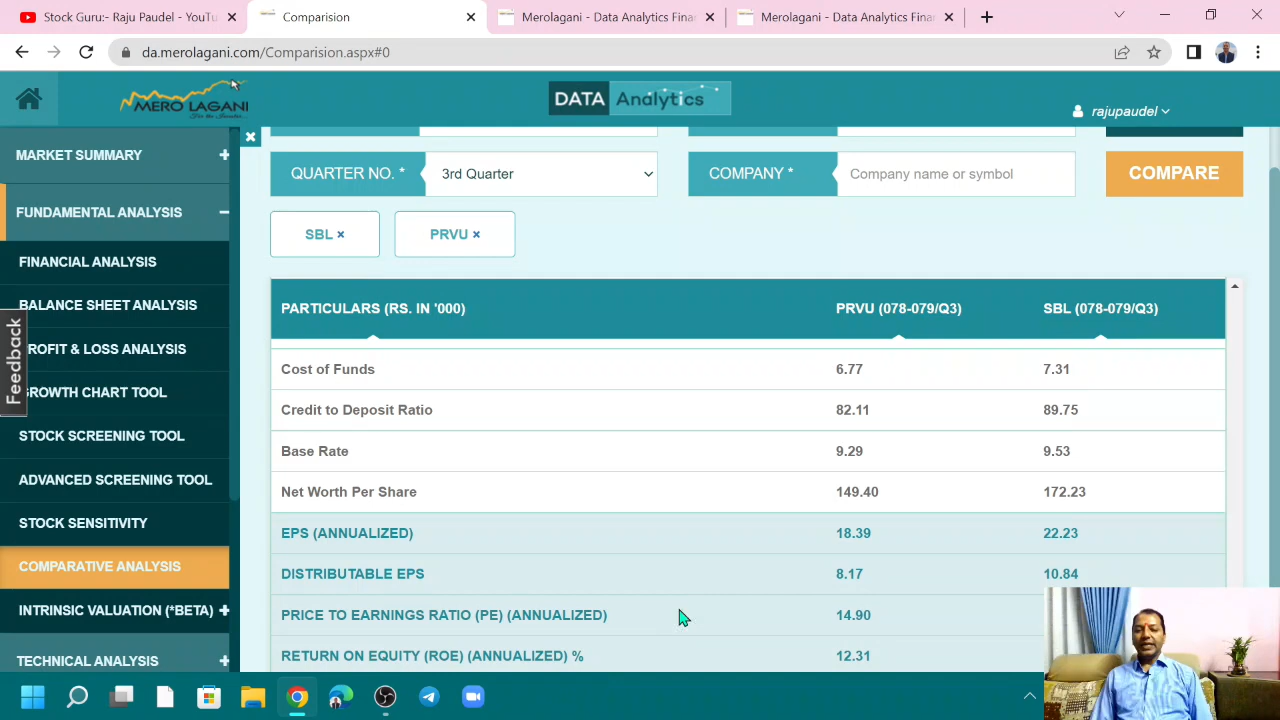 Stock Guru:- Raju Paudel - YouTu
Comparision
Merolagani - Data Analytics Finan
Merolagani - Data Analytics Finan
da.merolagani.com/Comparision.aspx#0
MERO LAGANI
DATA Analytics
rajupaudel
MARKET SUMMARY
FUNDAMENTAL ANALYSIS
FINANCIAL ANALYSIS
BALANCE SHEET ANALYSIS
ROFIT & LOSS ANALYSIS
ROWTH CHART TOOL
STOCK SCREENING TOOL
ADVANCED SCREENING TOOL
STOCK SENSITIVITY
COMPARATIVE ANALYSIS
INTRINSIC VALUATION (*BETA)
TECHNICAL ANALYSIS
Feedback
QUARTER NO. * 3rd Quarter COMPANY * Company name or symbol COMPARE
SBL × PRVU ×
PARTICULARS (RS. IN '000) PRVU (078-079/Q3) SBL (078-079/Q3)
Cost of Funds 6.77 7.31
Credit to Deposit Ratio 82.11 89.75
Base Rate 9.29 9.53
Net Worth Per Share 149.40 172.23
EPS (ANNUALIZED) 18.39 22.23
DISTRIBUTABLE EPS 8.17 10.84
PRICE TO EARNINGS RATIO (PE) (ANNUALIZED) 14.90
RETURN ON EQUITY (ROE) (ANNUALIZED) % 12.31